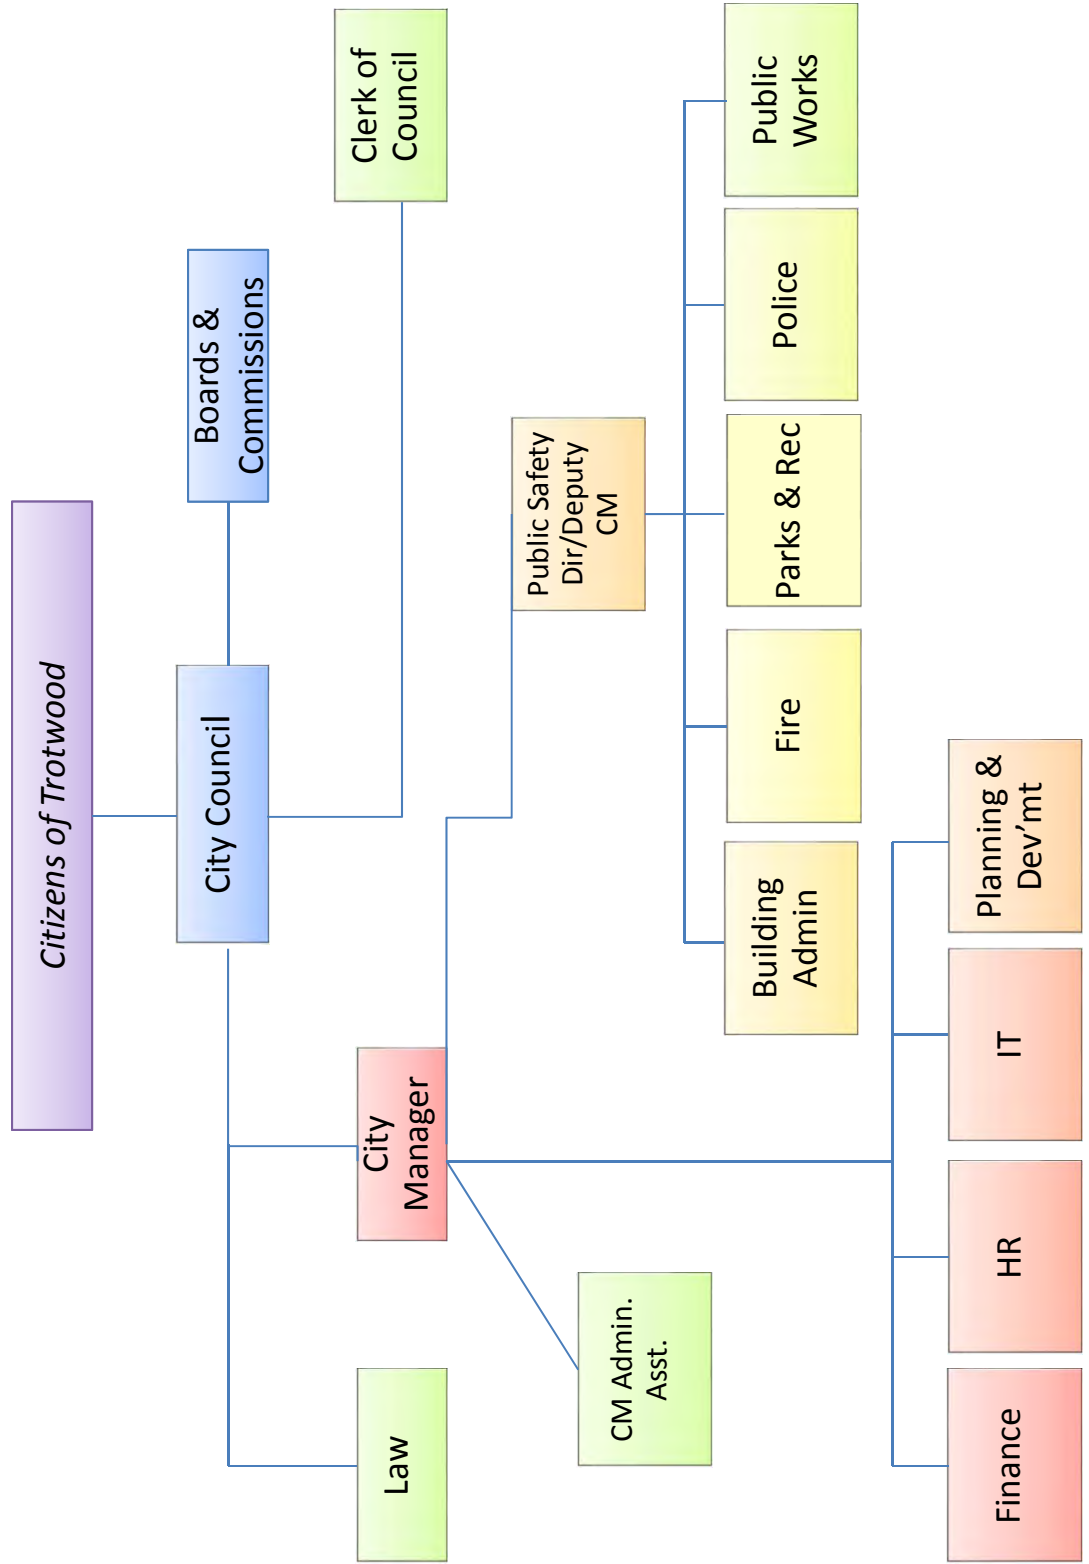 Citizens of Trotwood
City Council
Boards &
Commissions
Law
City
Manager
Clerk of
Council
CM Admin.
Asst.
Public Safety
Dir/Deputy
CM
Building
Admin
Fire
Parks & Rec
Police
Public
Works
Finance
HR
IT
Planning &
Dev’mt